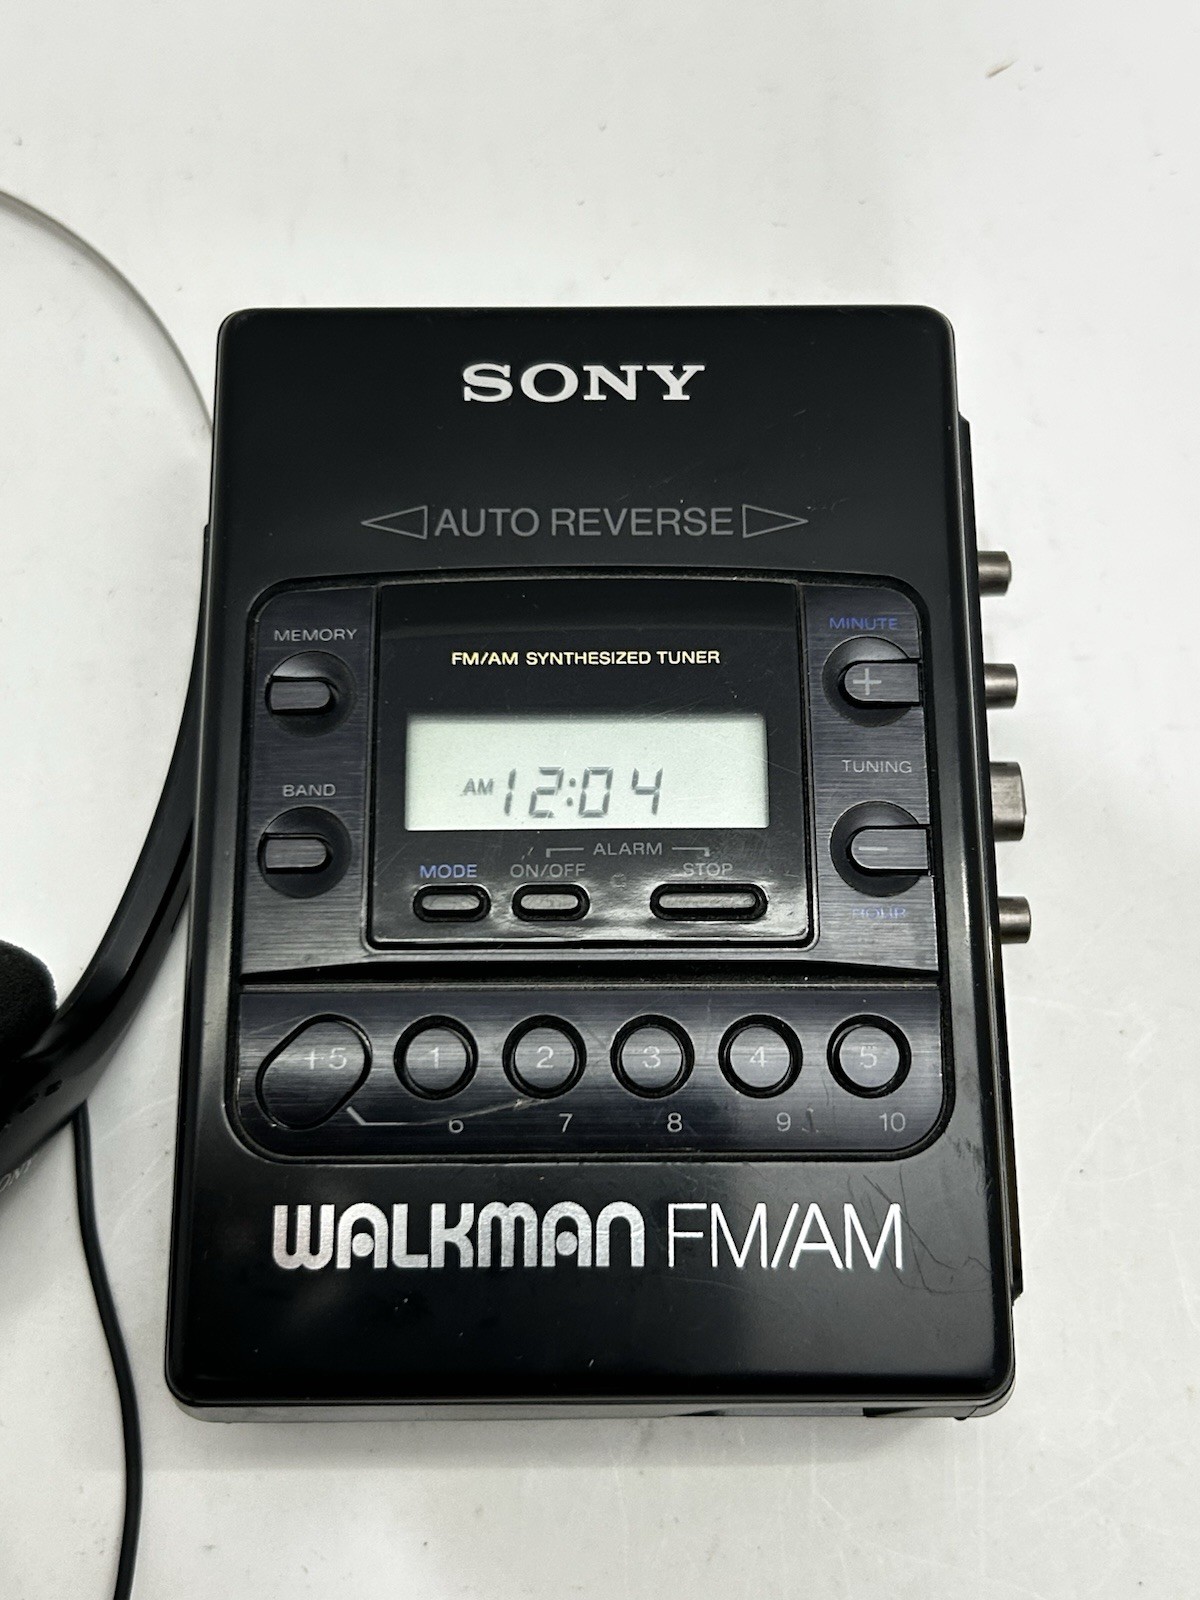 SONY
AUTO REVERSE
MEMORY
MINUTE
FM/AM SYNTHESIZED TUNER
+
TUNING
AM 12:04
BAND
ALARM
MODE ON/OFF STOP
−
HOUR
+5 1 2 3 4 5
6 7 8 9 10
WALKMAN FM/AM